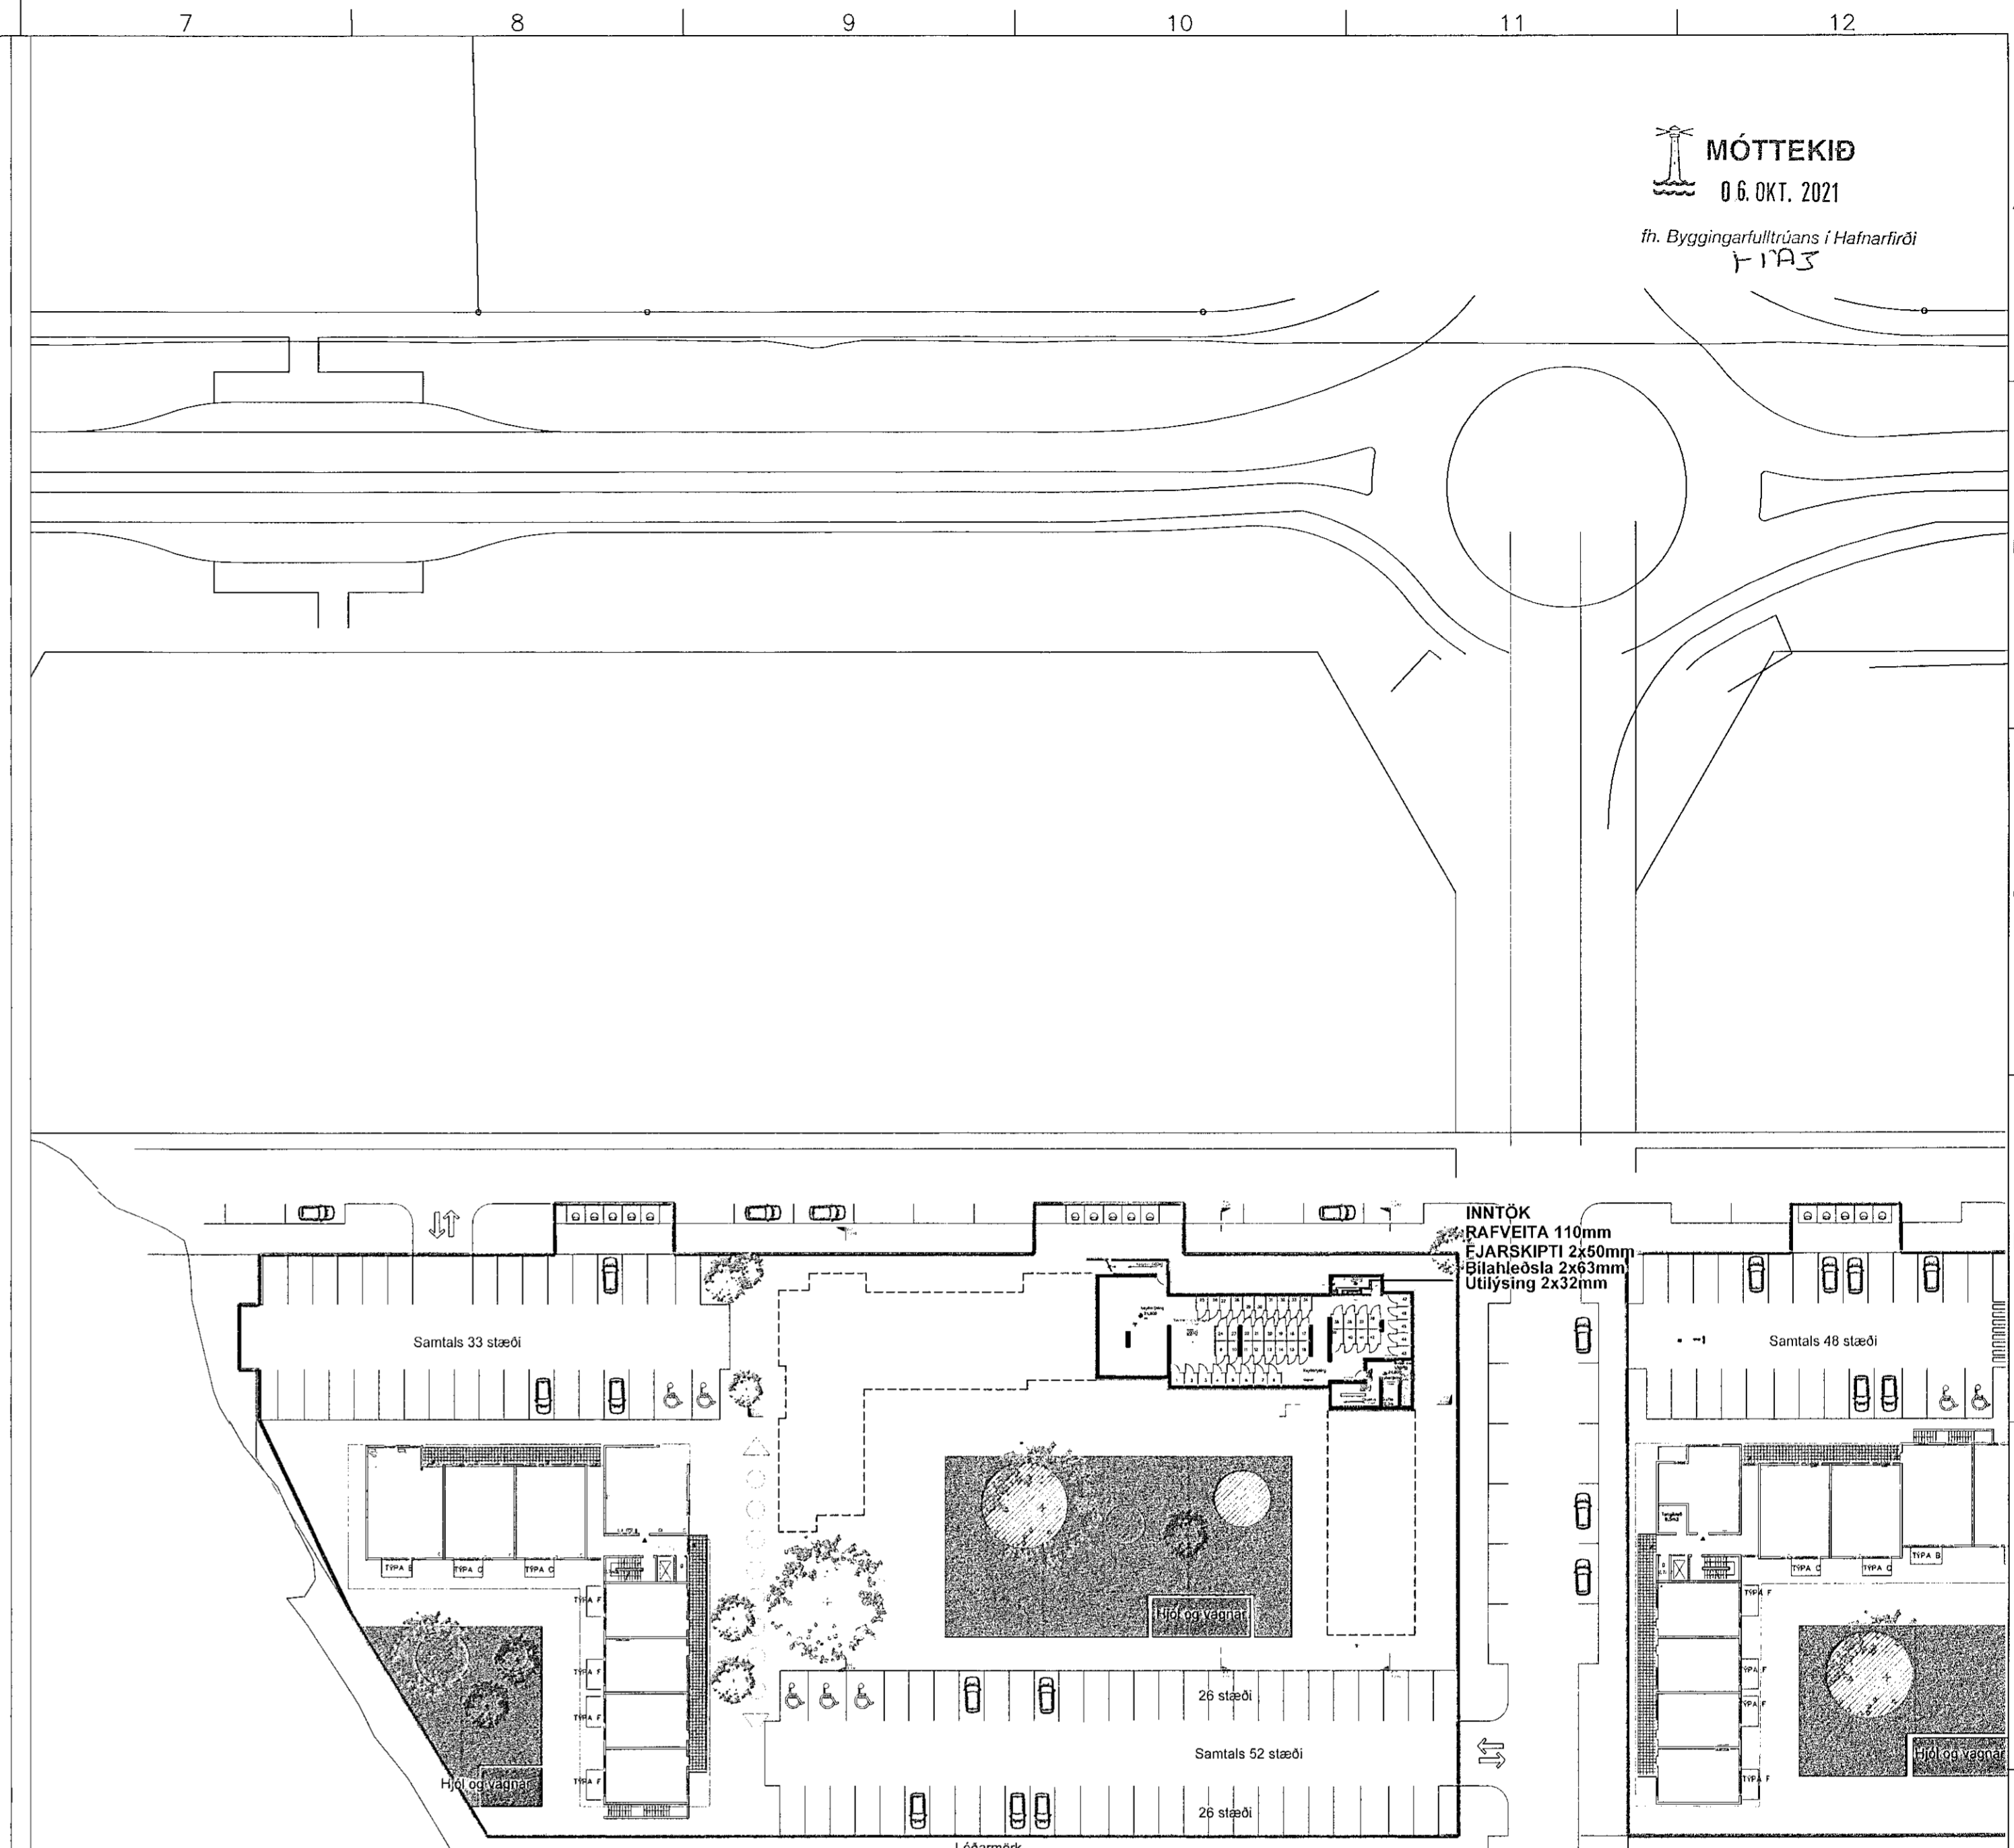 7 8 9 10 11 12
MÓTTEKIÐ
06. OKT. 2021
fh. Byggingarfulltrúans í Hafnarfirði
INNTÖK
RAFVEITA 110mm
FJARSKIPTI 2x50mm
Bílahleðsla 2x63mm
Útilýsing 2x32mm
Samtals 33 stæði
Samtals 48 stæði
TÝPA B
TÝPA C
TÝPA C
TÝPA C
TÝPA C
TÝPA B
TÝPA F
TÝPA F
Hjól og vagnar
TÝPA F
TÝPA F
26 stæði
TÝPA F
TÝPA F
Samtals 52 stæði
Hjól og vagnar
TÝPA F
TÝPA F
Hjól og vagnar
26 stæði
Lóðarmörk